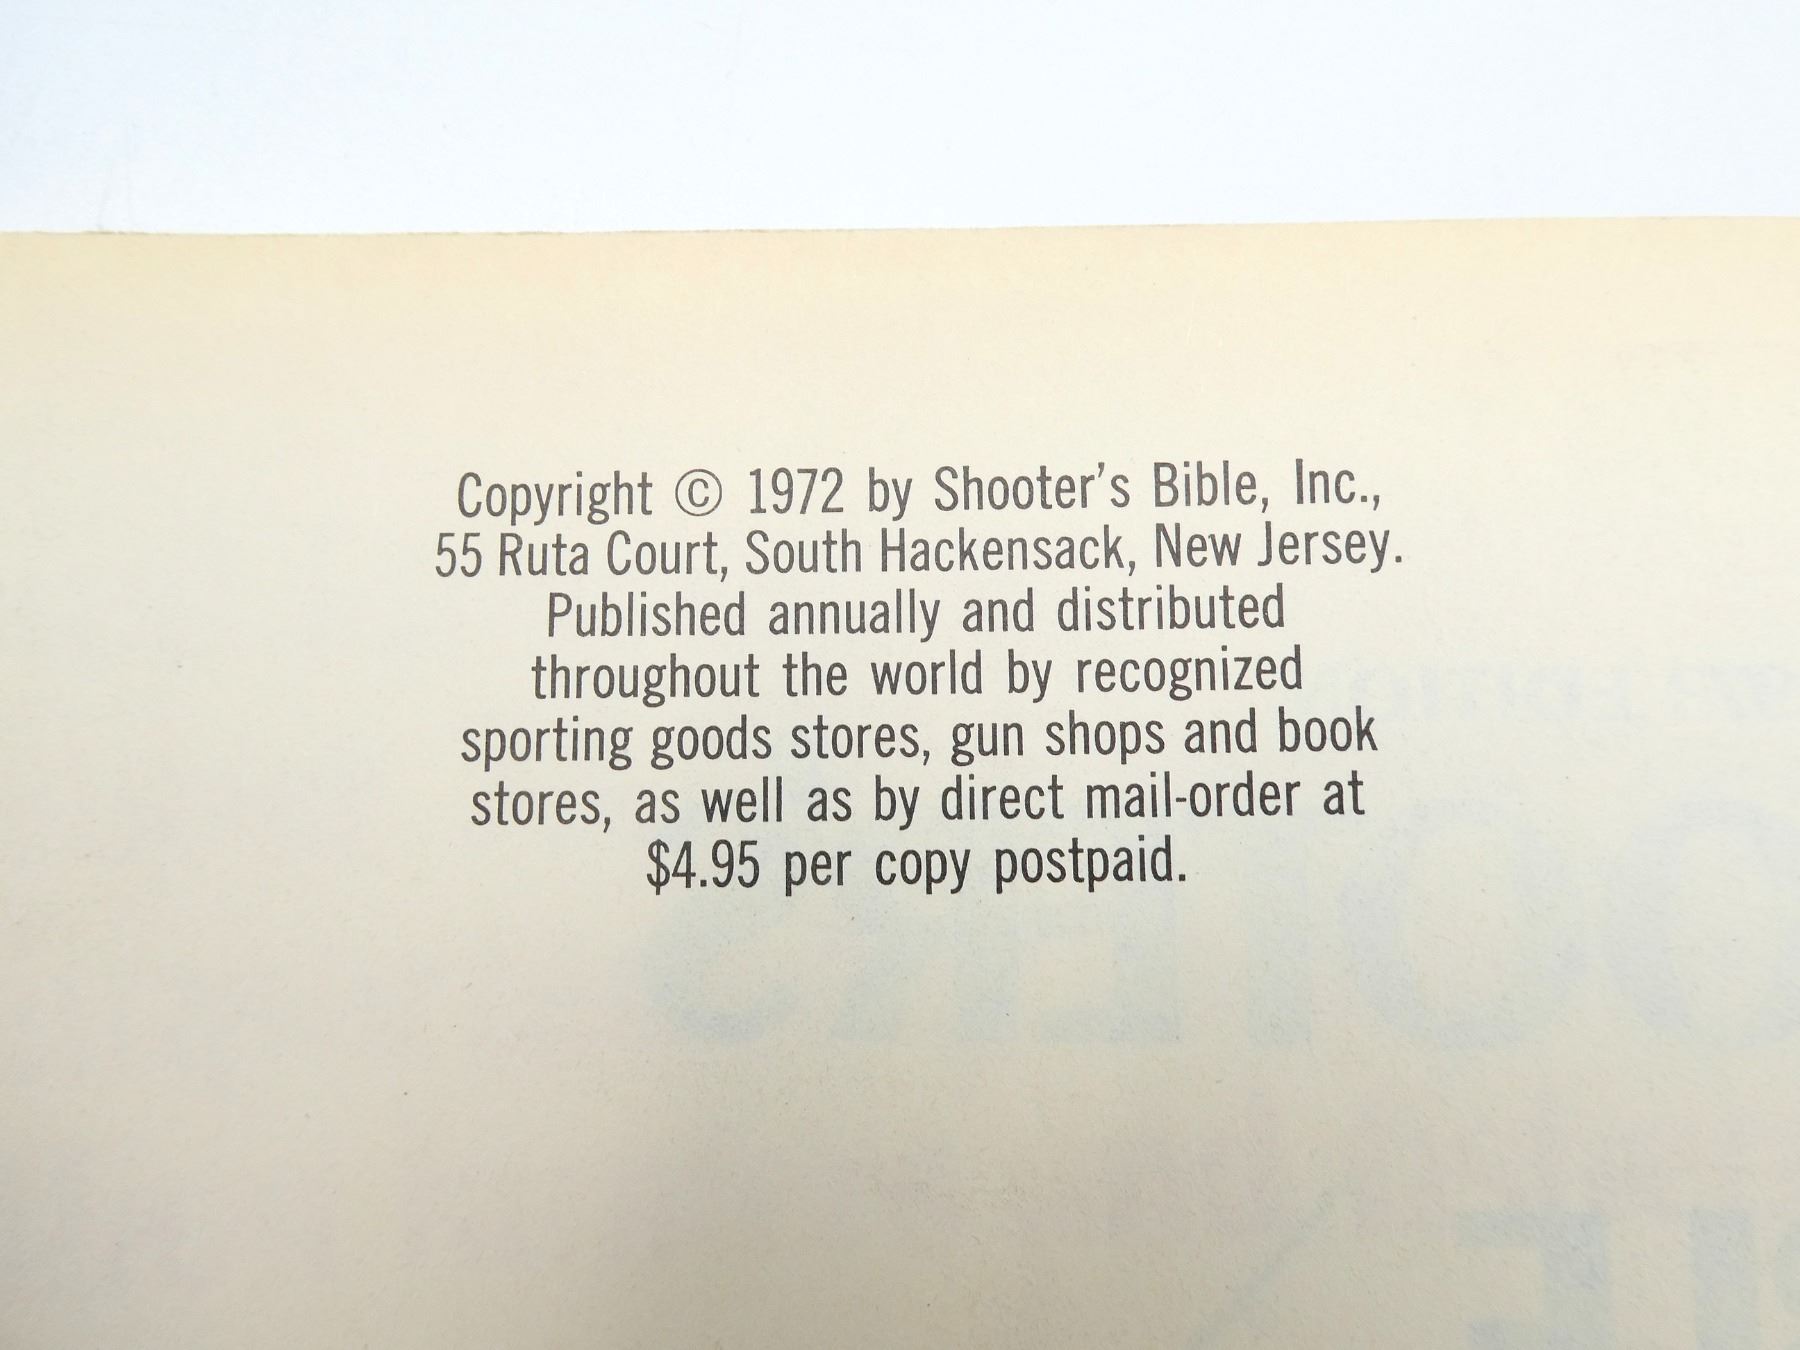 Copyright © 1972 by Shooter's Bible, Inc.,
55 Ruta Court, South Hackensack, New Jersey.
Published annually and distributed
throughout the world by recognized
sporting goods stores, gun shops and book
stores, as well as by direct mail-order at
$4.95 per copy postpaid.